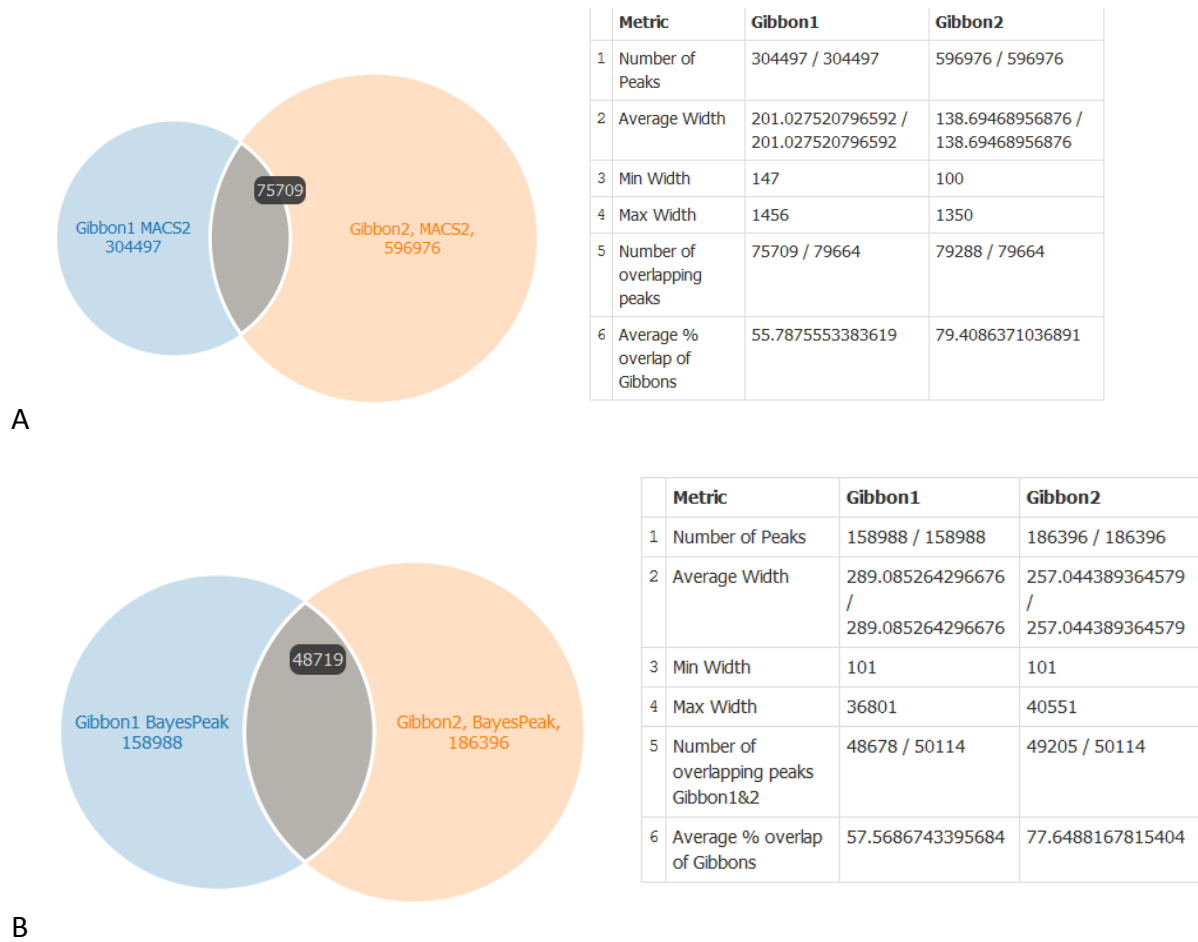 Metric Gibbon1 Gibbon2
1 Number of Peaks 304497 / 304497 596976 / 596976
2 Average Width 201.027520796592 / 201.027520796592 138.69468956876 / 138.69468956876
3 Min Width 147 100
4 Max Width 1456 1350
5 Number of overlapping peaks 75709 / 79664 79288 / 79664
6 Average % overlap of Gibbons 55.7875553383619 79.4086371036891
75709
Gibbon1 MACS2
304497
Gibbon2, MACS2,
596976
A
Metric Gibbon1 Gibbon2
1 Number of Peaks 158988 / 158988 186396 / 186396
2 Average Width 289.085264296676 / 289.085264296676 257.044389364579 / 257.044389364579
3 Min Width 101 101
4 Max Width 36801 40551
5 Number of overlapping peaks Gibbon1&2 48678 / 50114 49205 / 50114
6 Average % overlap of Gibbons 57.5686743395684 77.6488167815404
48719
Gibbon1 BayesPeak
158988
Gibbon2, BayesPeak,
186396
B